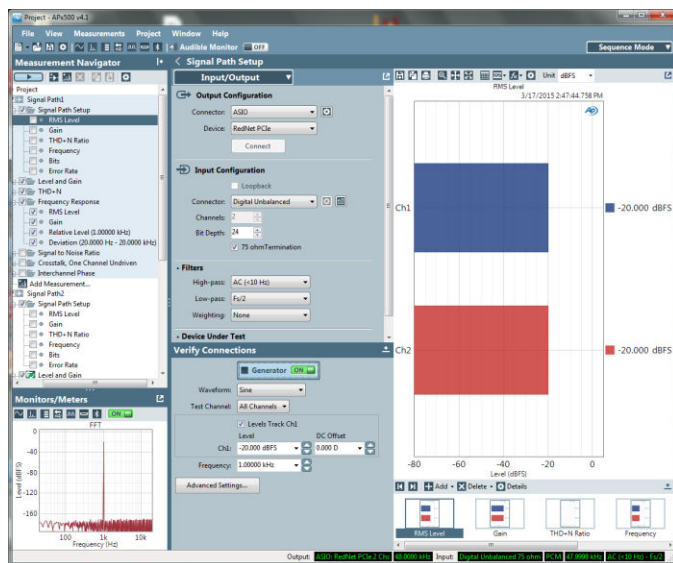 Project - APx500 v4.1
File View Measurements Project Window Help
Audible Monitor OFF
Sequence Mode
Measurement Navigator
Project
Signal Path1
Signal Path Setup
RMS Level
Gain
THD+N Ratio
Frequency
Bits
Error Rate
Level and Gain
THD+N
Frequency Response
RMS Level
Gain
Relative Level (1.00000 kHz)
Deviation (20.0000 Hz - 20.0000 kHz)
Signal to Noise Ratio
Crosstalk, One Channel Undriven
Interchannel Phase
Add Measurement...
Signal Path2
Signal Path Setup
RMS Level
Gain
THD+N Ratio
Frequency
Bits
Error Rate
Level and Gain
Monitors/Meters
ON
FFT
Level (dBFS)
0
-40
-80
-120
-160
100 1k 10k
Frequency (Hz)
Signal Path Setup
Input/Output
Output Configuration
Connector: ASIO
Device: RedNet PCIe
Connect
Input Configuration
Loopback
Connector: Digital Unbalanced
Channels: 2
Bit Depth: 24
75 ohmTermination
Filters
High-pass: AC (<10 Hz)
Low-pass: Fs/2
Weighting: None
Device Under Test
Verify Connections
Generator ON
Waveform: Sine
Test Channel: All Channels
Levels Track Ch1
Level DC Offset
Ch1: -20.000 dBFS 0.000 D
Frequency: 1.00000 kHz
Advanced Settings...
Unit dBFS
RMS Level
3/17/2015 2:47:44.758 PM
Ch1
-20.000 dBFS
Ch2
-20.000 dBFS
-80 -60 -40 -20 0
Level (dBFS)
Add Delete Details
RMS Level Gain THD+N Ratio Frequency
Output: ASIO: RedNet PCIe 2 Chs 48.0000 kHz Input: Digital Unbalanced 75 ohm PCM 47.9998 kHz AC (<10 Hz) - Fs/2